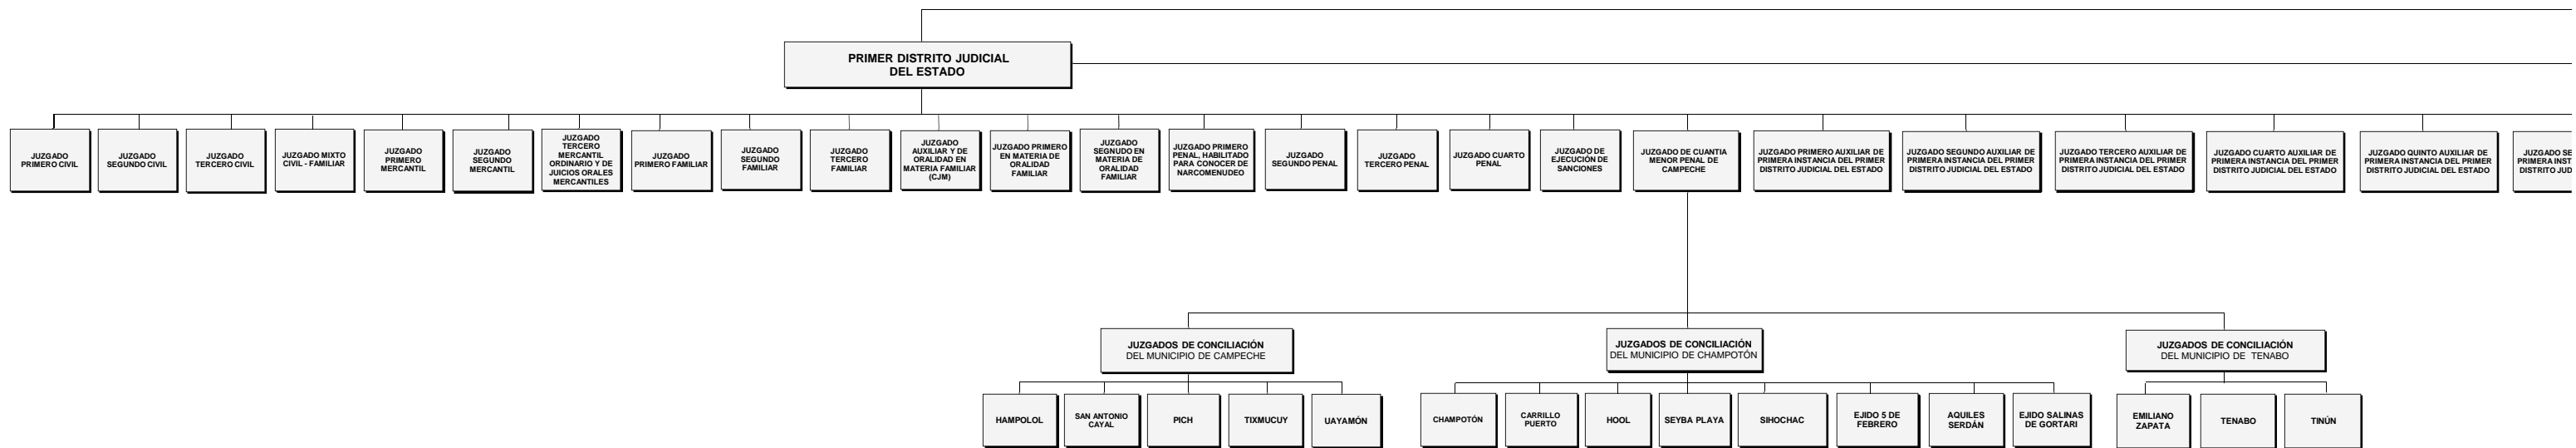 PRIMER DISTRITO JUDICIAL
DEL ESTADO
JUZGADO
PRIMERO CIVIL
JUZGADO
SEGUNDO CIVIL
JUZGADO
TERCERO CIVIL
JUZGADO MIXTO
CIVIL - FAMILIAR
JUZGADO
PRIMERO
MERCANTIL
JUZGADO
SEGUNDO
MERCANTIL
JUZGADO
TERCERO
MERCANTIL
ORDINARIO Y DE
JUICIOS ORALES
MERCANTILES
JUZGADO
PRIMERO FAMILIAR
JUZGADO
SEGUNDO
FAMILIAR
JUZGADO
TERCERO
FAMILIAR
JUZGADO
AUXILIAR Y DE
ORALIDAD EN
MATERIA FAMILIAR
(CJM)
JUZGADO PRIMERO
EN MATERIA DE
ORALIDAD
FAMILIAR
JUZGADO
SEGNUDO EN
MATERIA DE
ORALIDAD
FAMILIAR
JUZGADO PRIMERO
PENAL, HABILITADO
PARA CONOCER DE
NARCOMENUDEO
JUZGADO
SEGUNDO PENAL
JUZGADO
TERCERO PENAL
JUZGADO CUARTO
PENAL
JUZGADO DE
EJECUCIÓN DE
SANCIONES
JUZGADO DE CUANTIA
MENOR PENAL DE
CAMPECHE
JUZGADO PRIMERO AUXILIAR DE
PRIMERA INSTANCIA DEL PRIMER
DISTRITO JUDICIAL DEL ESTADO
JUZGADO SEGUNDO AUXILIAR DE
PRIMERA INSTANCIA DEL PRIMER
DISTRITO JUDICIAL DEL ESTADO
JUZGADO TERCERO AUXILIAR DE
PRIMERA INSTANCIA DEL PRIMER
DISTRITO JUDICIAL DEL ESTADO
JUZGADO CUARTO AUXILIAR DE
PRIMERA INSTANCIA DEL PRIMER
DISTRITO JUDICIAL DEL ESTADO
JUZGADO QUINTO AUXILIAR DE
PRIMERA INSTANCIA DEL PRIMER
DISTRITO JUDICIAL DEL ESTADO
JUZGADO SE
PRIMERA INST
DISTRITO JUD
JUZGADOS DE CONCILIACIÓN
DEL MUNICIPIO DE CAMPECHE
JUZGADOS DE CONCILIACIÓN
DEL MUNICIPIO DE CHAMPOTÓN
JUZGADOS DE CONCILIACIÓN
DEL MUNICIPIO DE TENABO
HAMPOLOL
SAN ANTONIO
CAYAL
PICH
TIXMUCUY
UAYAMÓN
CHAMPOTÓN
CARRILLO
PUERTO
HOOL
SEYBA PLAYA
SIHOCHAC
EJIDO 5 DE
FEBRERO
AQUILES
SERDÁN
EJIDO SALINAS
DE GORTARI
EMILIANO
ZAPATA
TENABO
TINÚN